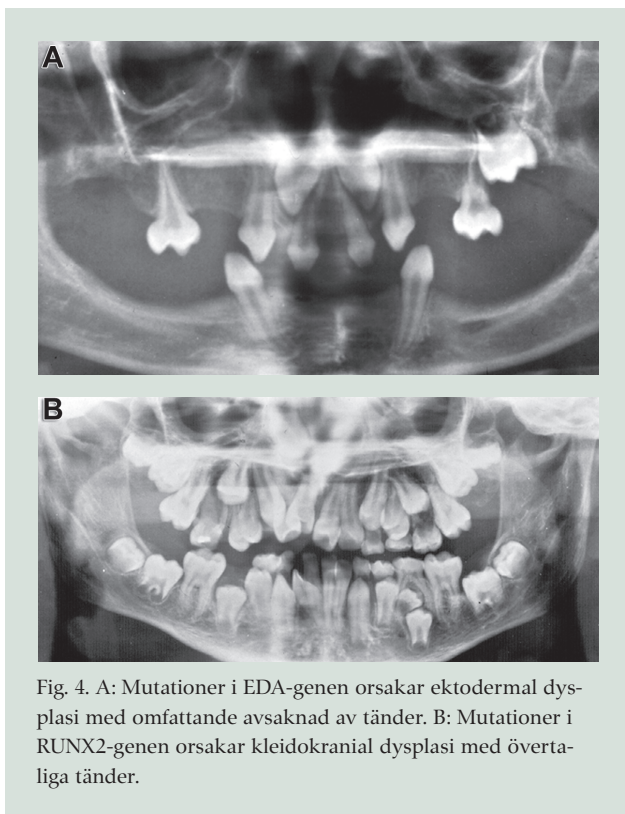 A
B
Fig. 4. A: Mutationer i EDA-genen orsakar ektodermal dys-
plasi med omfattande avsaknad av tänder. B: Mutationer i
RUNX2-genen orsakar kleidokranial dysplasi med överta-
liga tänder.